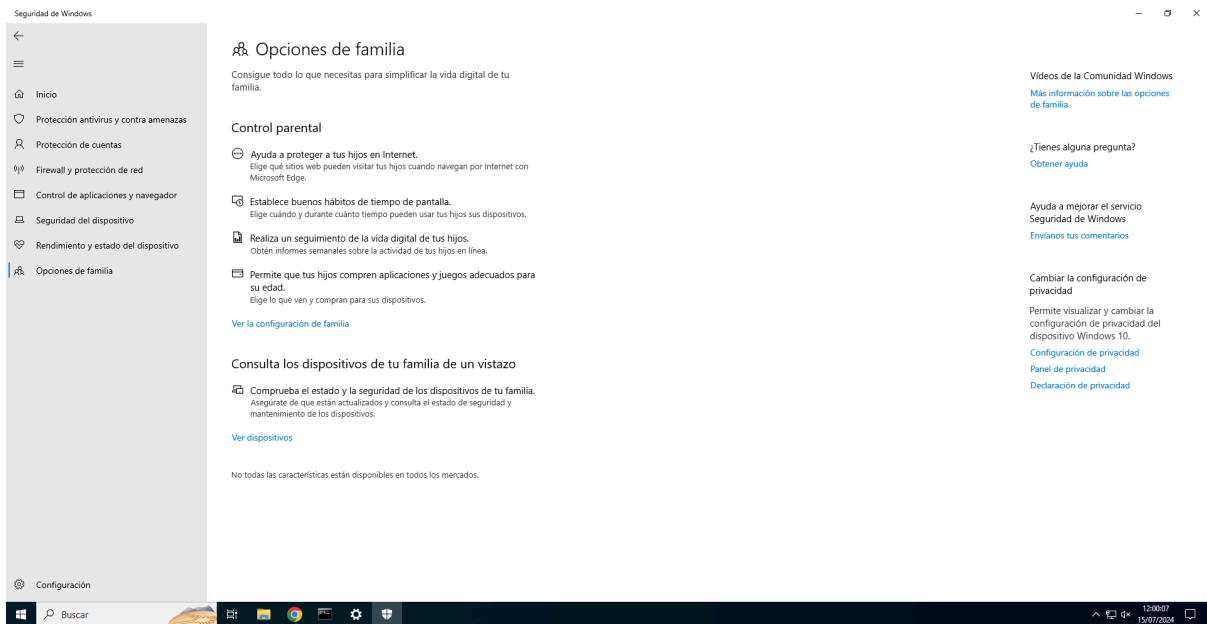 Seguridad de Windows
Inicio
Protección antivirus y contra amenazas
Protección de cuentas
Firewall y protección de red
Control de aplicaciones y navegador
Seguridad del dispositivo
Rendimiento y estado del dispositivo
Opciones de familia
Configuración
Opciones de familia
Consigue todo lo que necesitas para simplificar la vida digital de tu
familia.
Control parental
Ayuda a proteger a tus hijos en Internet.
Elige qué sitios web pueden visitar tus hijos cuando navegan por Internet con
Microsoft Edge.
Establece buenos hábitos de tiempo de pantalla.
Elige cuándo y durante cuánto tiempo pueden usar tus hijos sus dispositivos.
Realiza un seguimiento de la vida digital de tus hijos.
Obtén informes semanales sobre la actividad de tus hijos en línea.
Permite que tus hijos compren aplicaciones y juegos adecuados para
su edad.
Elige lo que ven y compran para sus dispositivos.
Ver la configuración de familia
Consulta los dispositivos de tu familia de un vistazo
Comprueba el estado y la seguridad de los dispositivos de tu familia.
Asegúrate de que están actualizados y consulta el estado de seguridad y
mantenimiento de los dispositivos.
Ver dispositivos
No todas las características están disponibles en todos los mercados.
Vídeos de la Comunidad Windows
Más información sobre las opciones
de familia
¿Tienes alguna pregunta?
Obtener ayuda
Ayuda a mejorar el servicio
Seguridad de Windows
Envíanos tus comentarios
Cambiar la configuración de
privacidad
Permite visualizar y cambiar la
configuración de privacidad del
dispositivo Windows 10.
Configuración de privacidad
Panel de privacidad
Declaración de privacidad
Buscar
12:00:07
15/07/2024